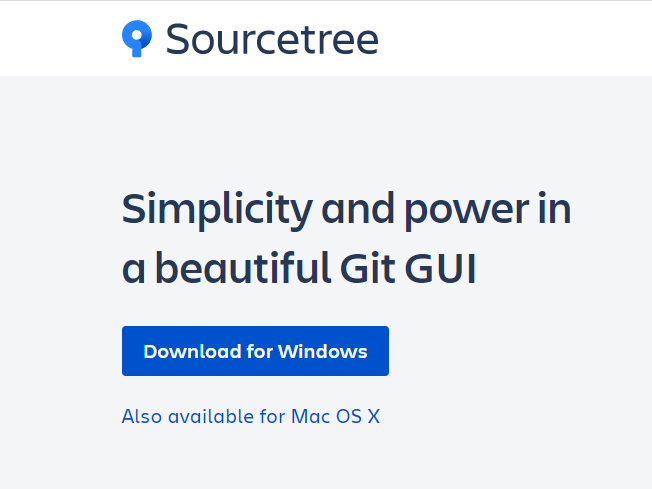 Sourcetree
Simplicity and power in
a beautiful Git GUI
Download for Windows
Also available for Mac OS X